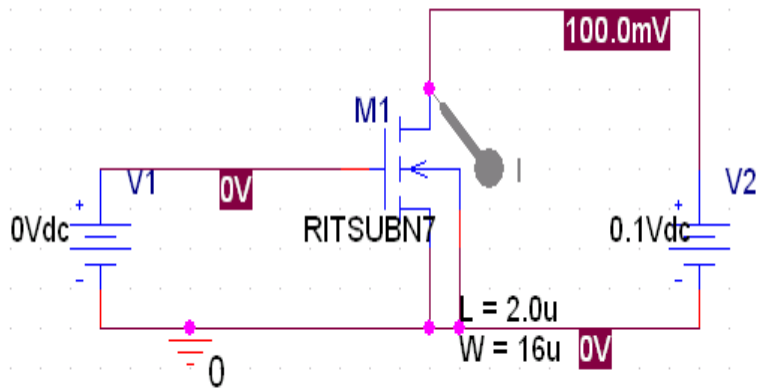 100.0mV
M1
I
V1
0V
V2
+
+
0Vdc
RITSUBN7
0.1Vdc
-
-
L = 2.0u
W = 16u
0V
0